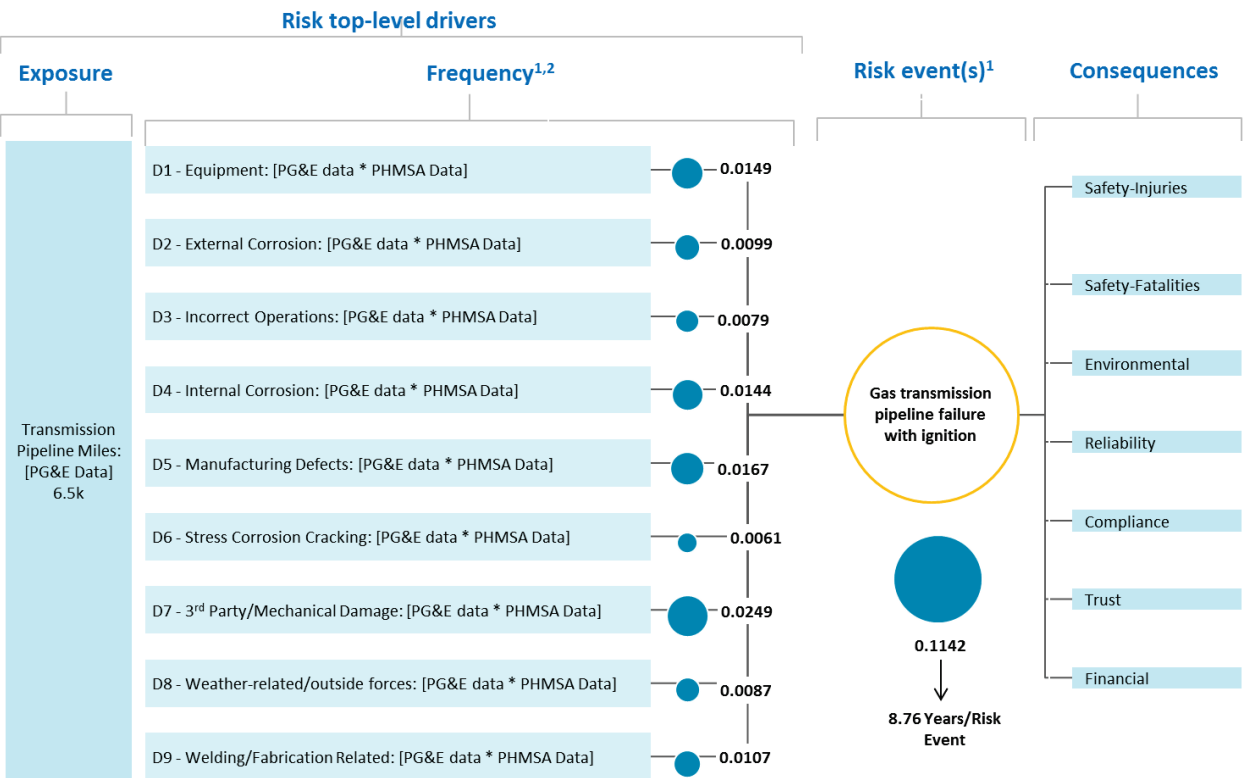 Risk top-level drivers
Exposure
Frequency1,2
Risk event(s)1
Consequences
Transmission
Pipeline Miles:
[PG&E Data]
6.5k
D1 - Equipment: [PG&E data * PHMSA Data]
0.0149
D2 - External Corrosion: [PG&E data * PHMSA Data]
0.0099
D3 - Incorrect Operations: [PG&E data * PHMSA Data]
0.0079
D4 - Internal Corrosion: [PG&E data * PHMSA Data]
0.0144
D5 - Manufacturing Defects: [PG&E data * PHMSA Data]
0.0167
D6 - Stress Corrosion Cracking: [PG&E data * PHMSA Data]
0.0061
D7 - 3rd Party/Mechanical Damage: [PG&E data * PHMSA Data]
0.0249
D8 - Weather-related/outside forces: [PG&E data * PHMSA Data]
0.0087
D9 - Welding/Fabrication Related: [PG&E data * PHMSA Data]
0.0107
Gas transmission
pipeline failure
with ignition
0.1142
8.76 Years/Risk
Event
Safety-Injuries
Safety-Fatalities
Environmental
Reliability
Compliance
Trust
Financial